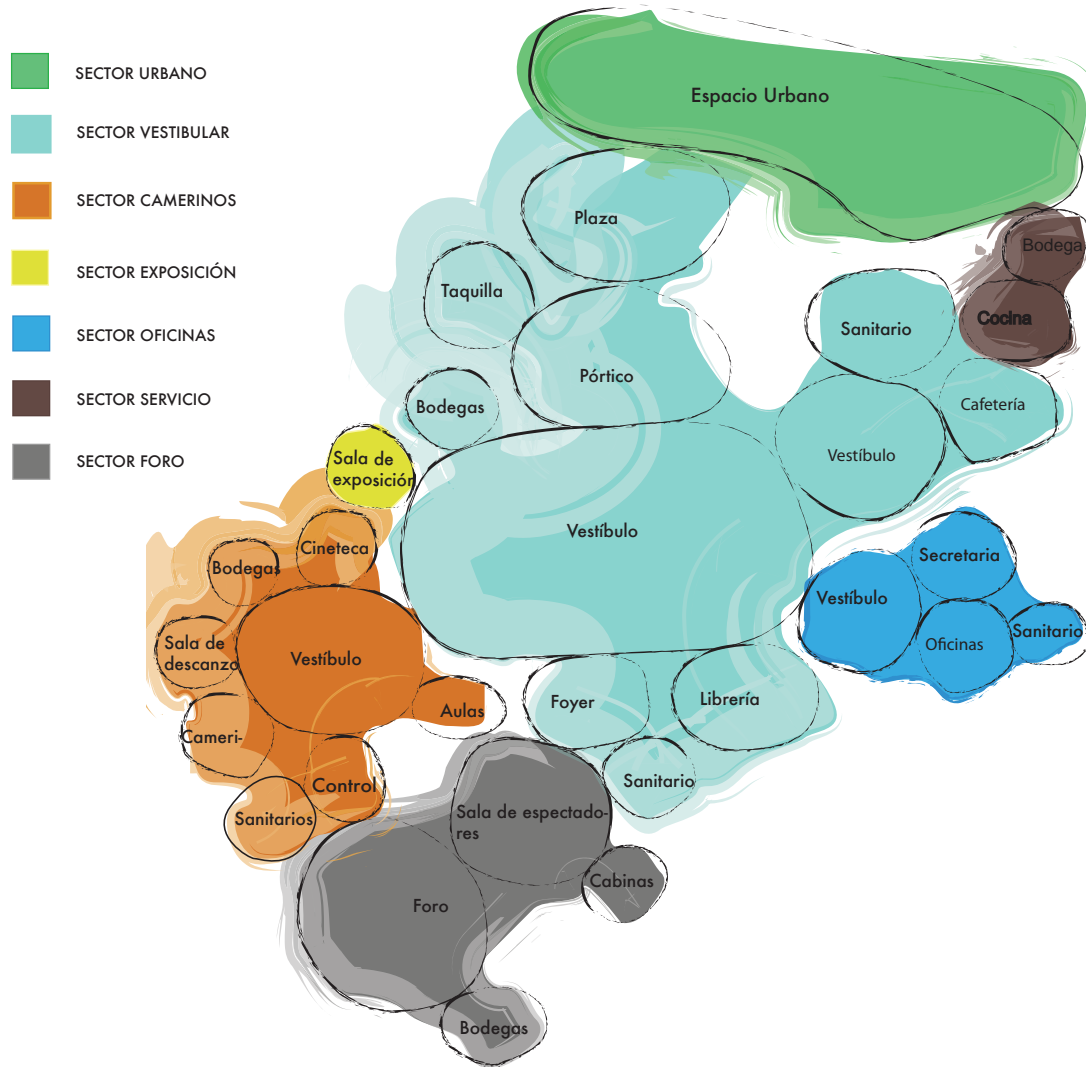 SECTOR URBANO
SECTOR VESTIBULAR
SECTOR CAMERINOS
SECTOR EXPOSICIÓN
SECTOR OFICINAS
SECTOR SERVICIO
SECTOR FORO
Espacio Urbano
Plaza
Bodega
Taquilla
Sanitario
Cocina
Pórtico
Bodegas
Cafetería
Sala de
exposición
Vestíbulo
Vestíbulo
Cineteca
Bodegas
Secretaria
Vestíbulo
Oficinas
Sanitario
Sala de
descanzo
Vestíbulo
Aulas
Foyer
Librería
Cameri-
Control
Sanitario
Sanitarios
Sala de espectado-
res
Cabinas
Foro
Bodegas